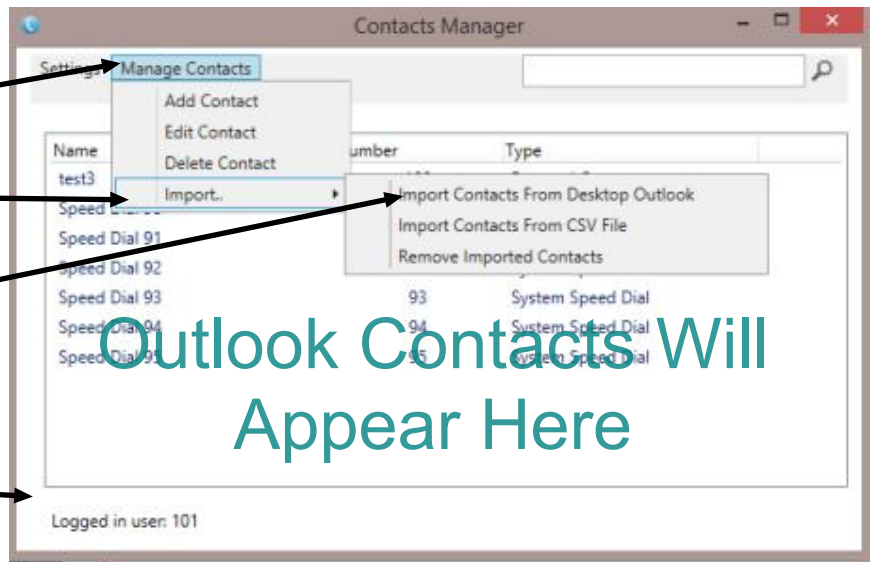 Contacts Manager
Settings Manage Contacts
Add Contact
Edit Contact
Delete Contact
Import..
Import Contacts From Desktop Outlook
Import Contacts From CSV File
Remove Imported Contacts
Name Type
test3
Speed
Speed Dial 91
Speed Dial 92
Speed Dial 93 93 System Speed Dial
Speed Dial 94 94 System Speed Dial
Speed Dial 95 95 System Speed Dial
Outlook Contacts Will
Appear Here
Logged in user: 101